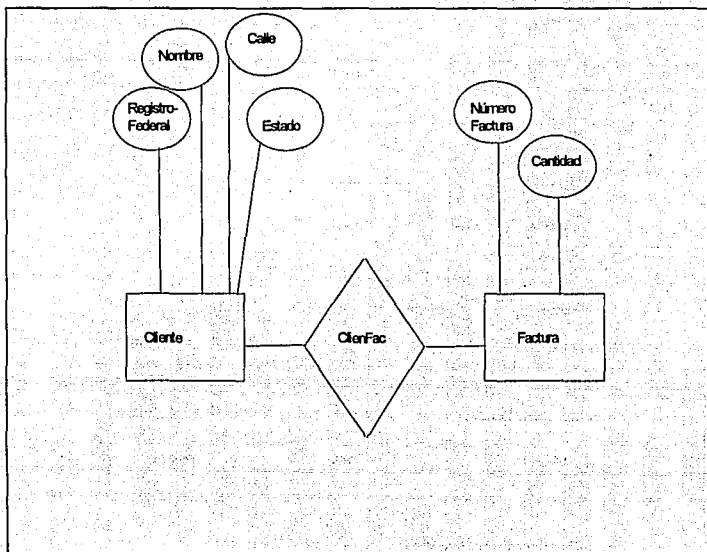 Calle
Nombre
Registro-
Federal
Estado
Número
Factura
Cantidad
Cliente
ClienFac
Factura